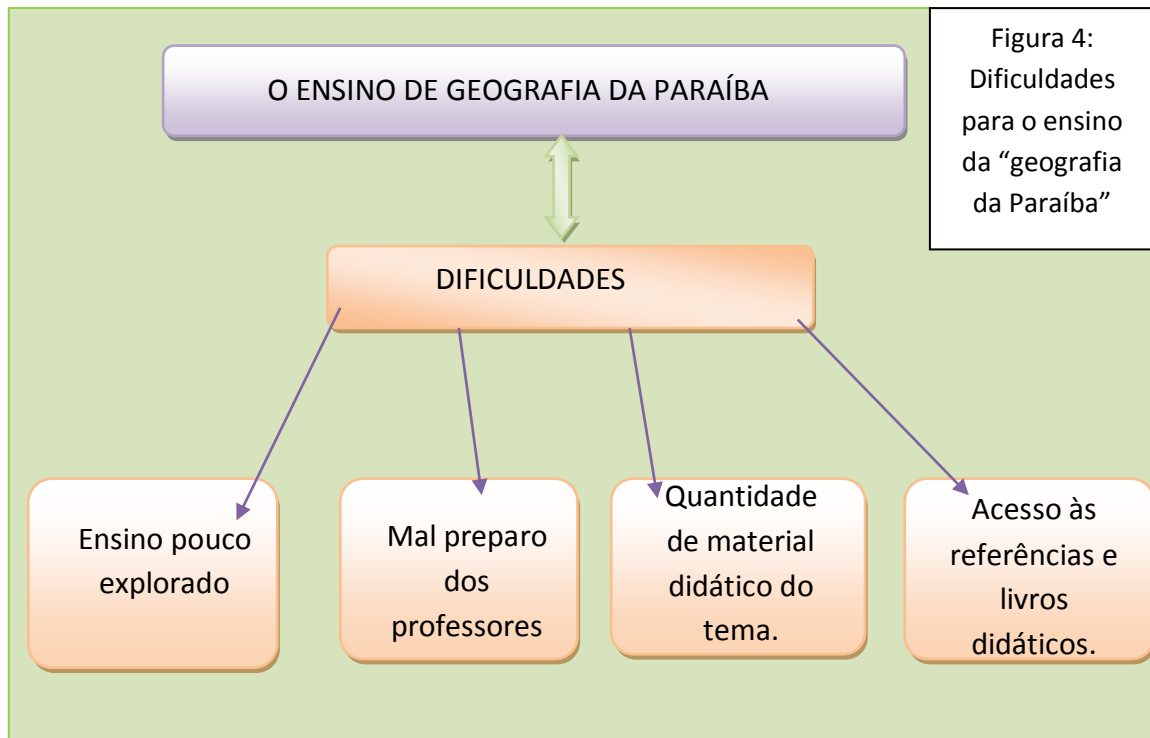 O ENSINO DE GEOGRAFIA DA PARAÍBA
Figura 4:
Dificuldades
para o ensino
da “geografia
da Paraíba”
DIFICULDADES
Ensino pouco
explorado
Mal preparo
dos
professores
Quantidade
de material
didático do
tema.
Acesso às
referências e
livros
didáticos.